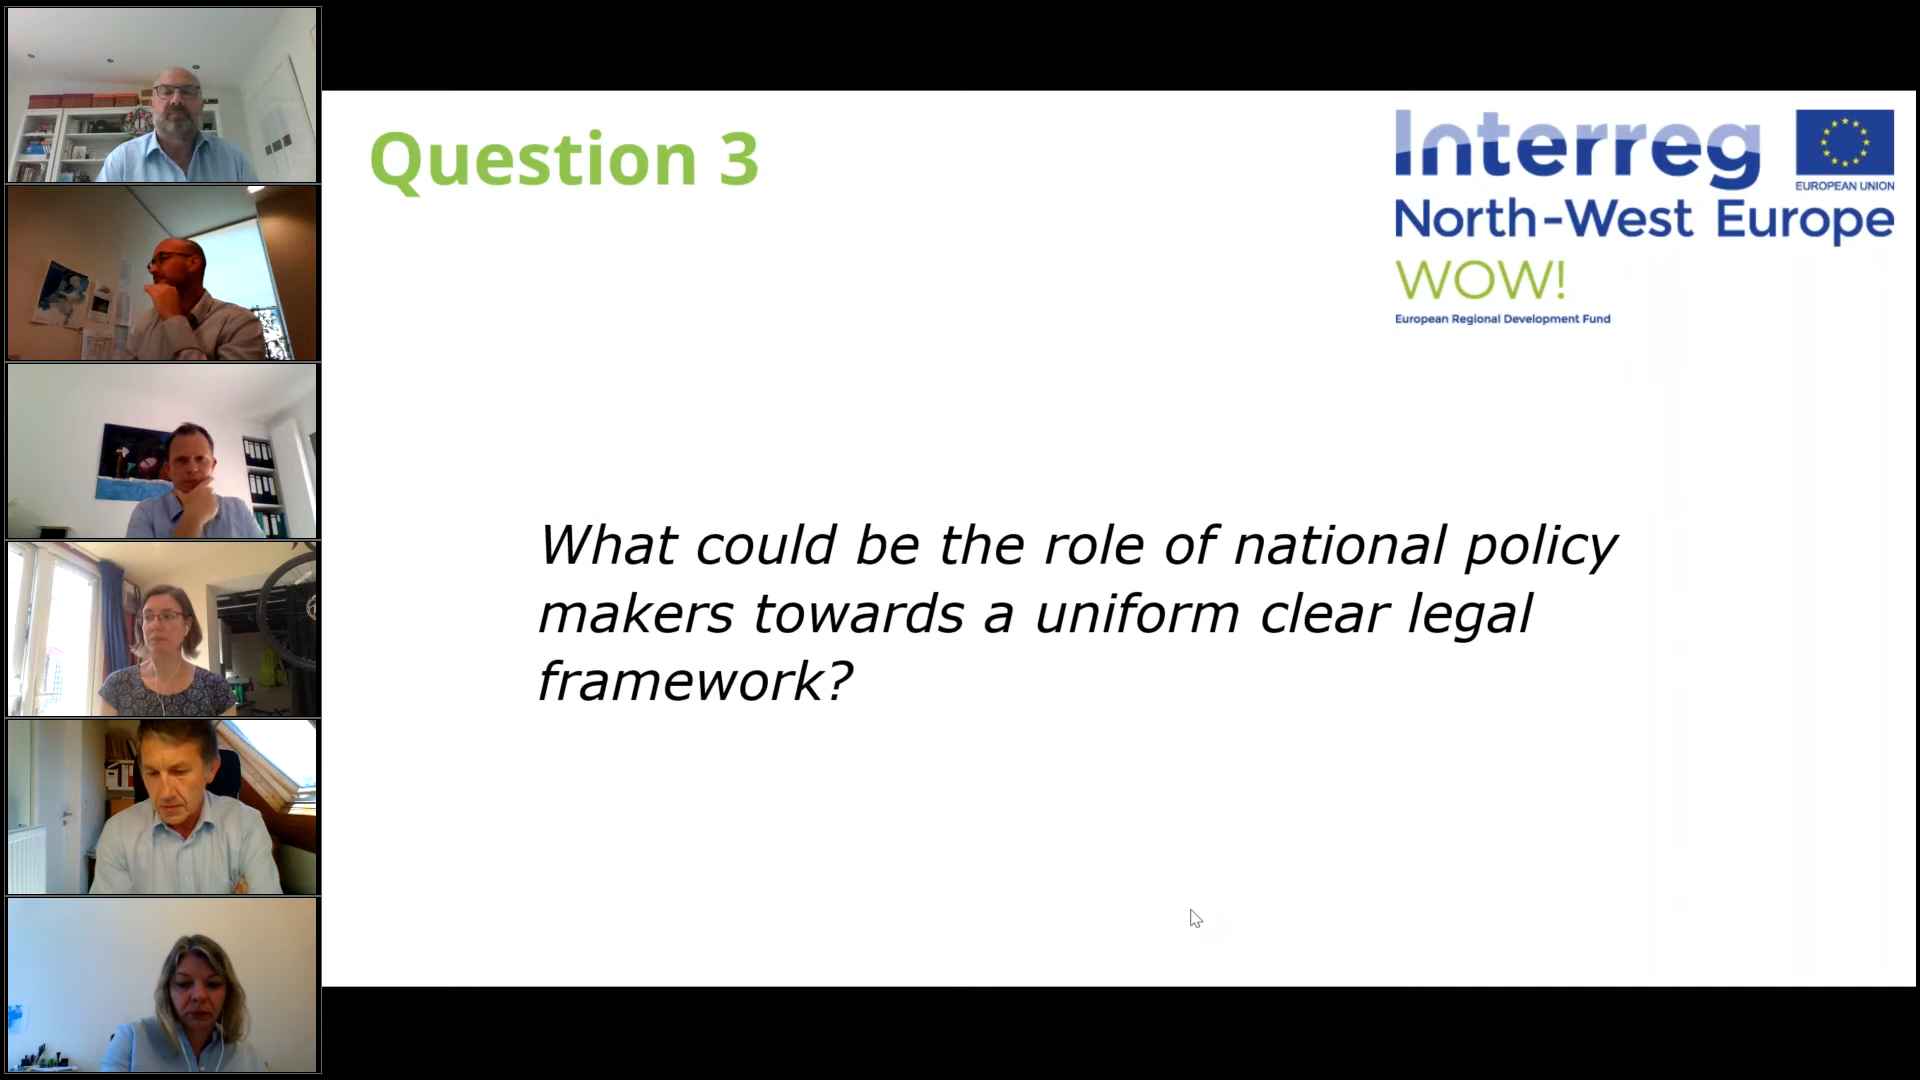 Question 3
Interreg
EUROPEAN UNION
North-West Europe
WOW!
European Regional Development Fund
What could be the role of national policy
makers towards a uniform clear legal
framework?